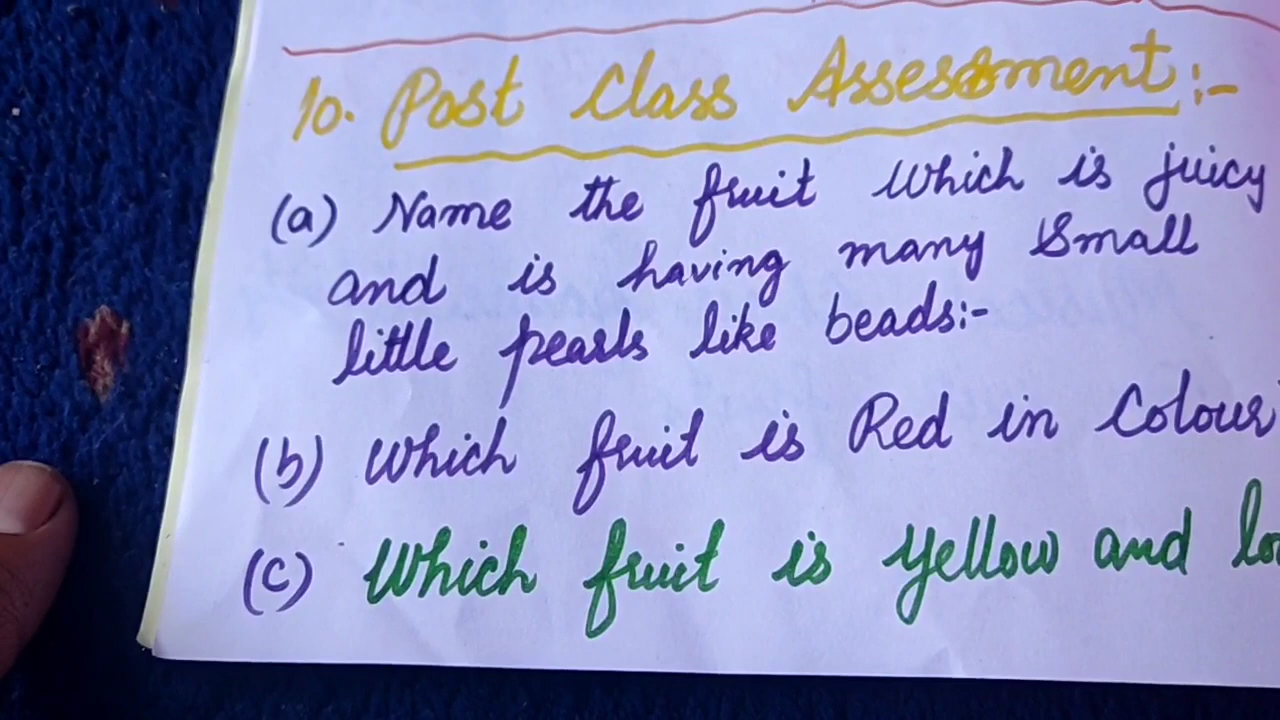 10. Post Class Assessment:-
(a) Name the fruit which is juicy
and is having many small
little pearls like beads:-
(b) Which fruit is Red in Colour
(c) Which fruit is yellow and